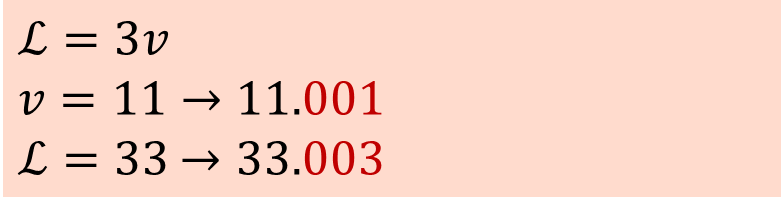 ℒ = 3𝑣
𝑣 = 11 → 11.001
ℒ = 33 → 33.003